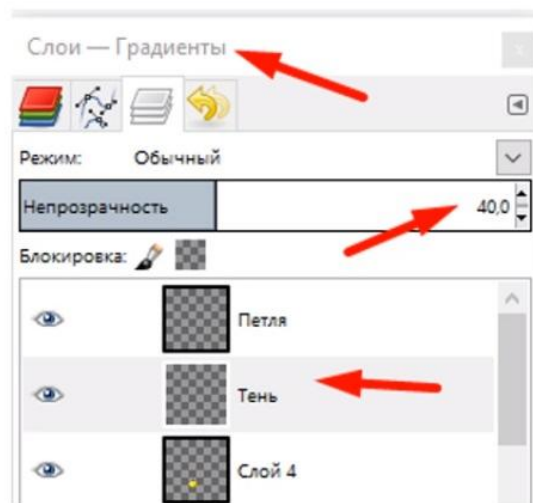 Слои — Градиенты
Режим: Обычный
Непрозрачность 40,0
Блокировка:
Петля
Тень
Слой 4